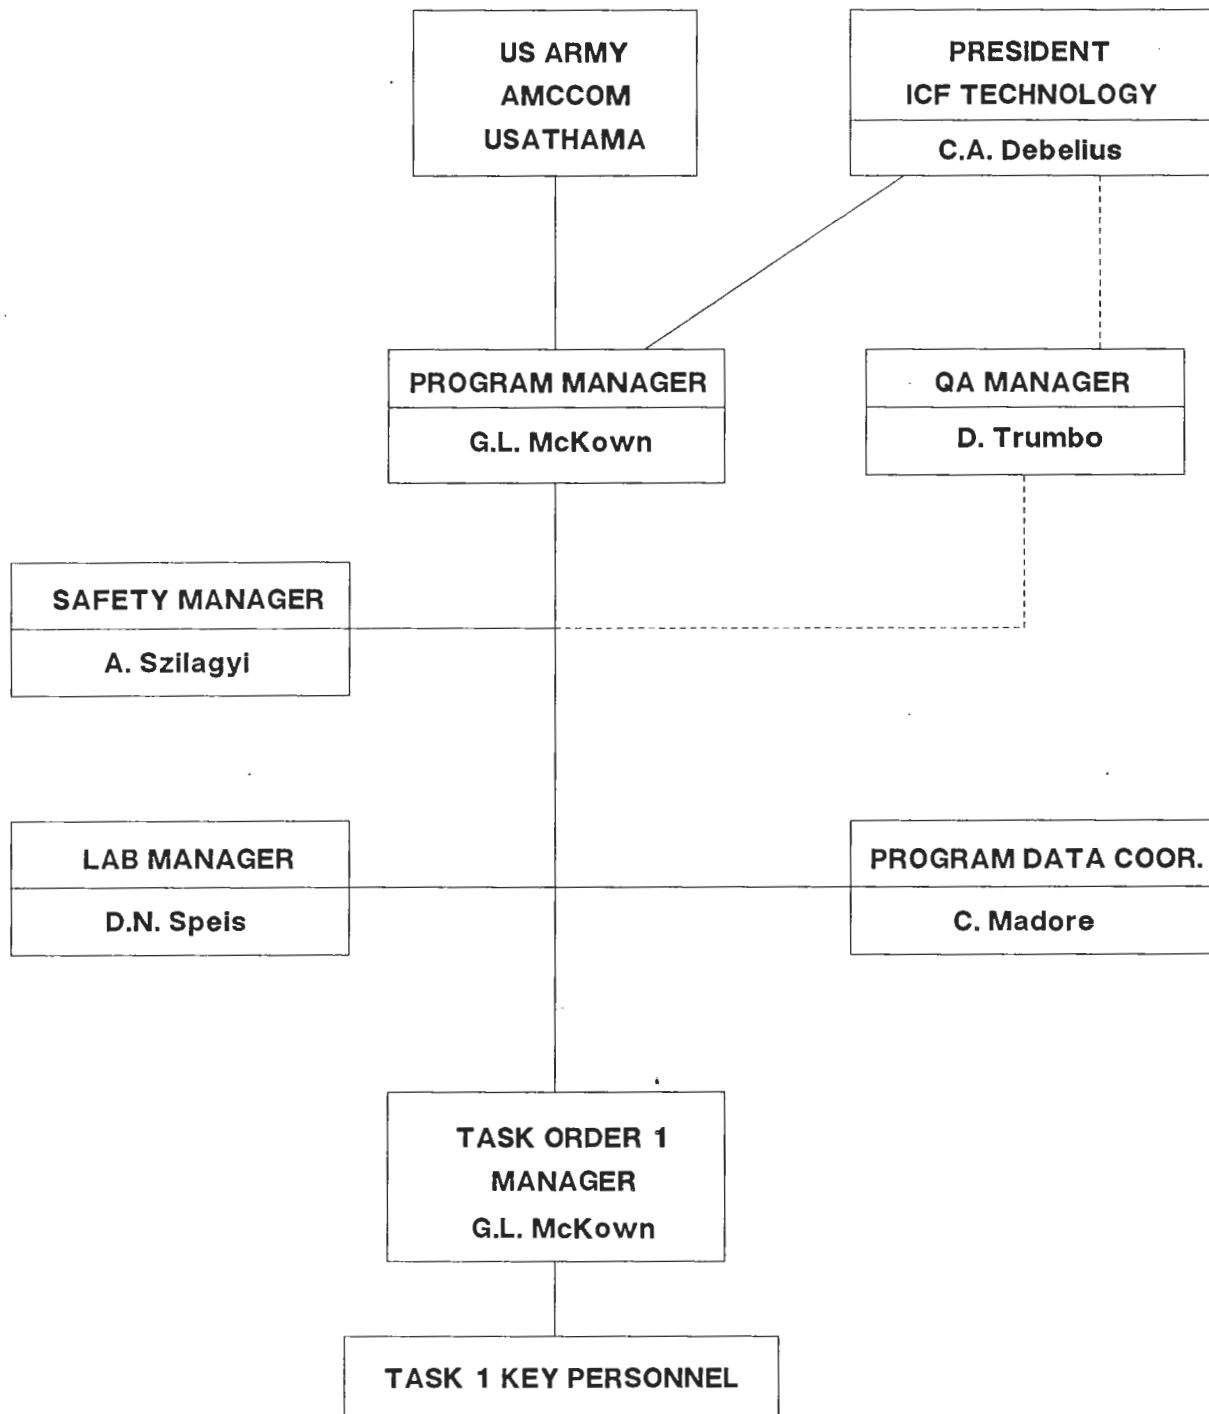 US ARMY
AMCCOM
USATHAMA
PRESIDENT
ICF TECHNOLOGY
C.A. Debelius
PROGRAM MANAGER
G.L. McKown
QA MANAGER
D. Trumbo
SAFETY MANAGER
A. Szilagyi
LAB MANAGER
D.N. Speis
PROGRAM DATA COOR.
C. Madore
TASK ORDER 1
MANAGER
G.L. McKown
TASK 1 KEY PERSONNEL